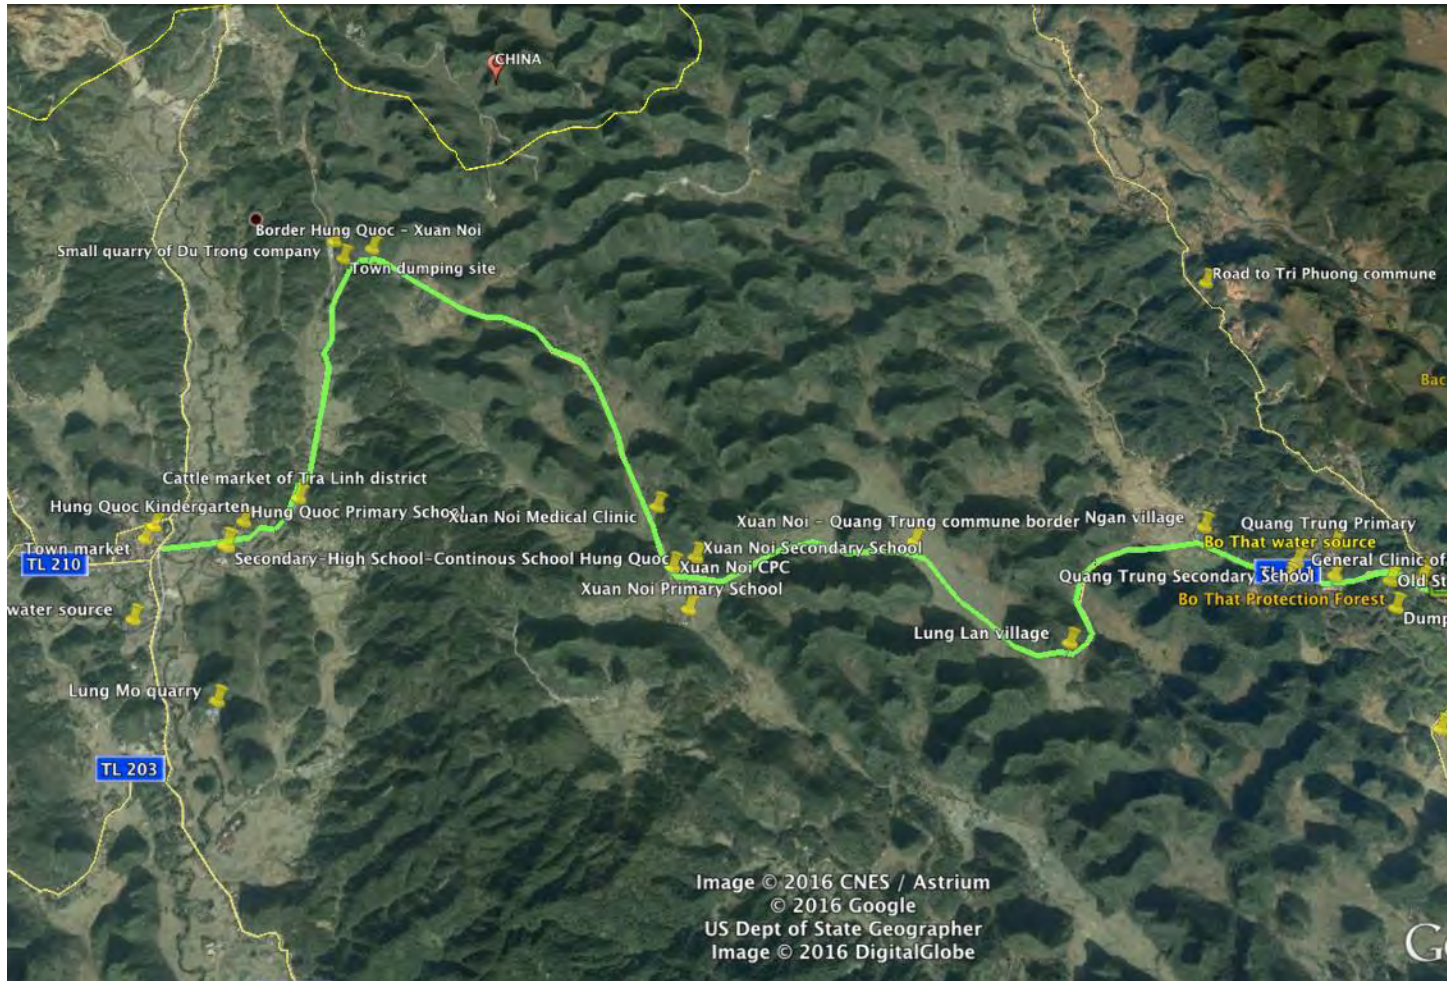 CHINA
Border Hung Quoc - Xuan Noi
Small quarry of Du Trong company
Town dumping site
Road to Tri Phuong commune
Bac
Cattle market of Tra Linh district
Hung Quoc Kindergarten
Hung Quoc Primary School
Xuan Noi Medical Clinic
Xuan Noi - Quang Trung commune border
Ngan village
Quang Trung Primary
Town market
Bo That water source
TL 210
Secondary-High School-Continous School Hung Quoc
Xuan Noi Secondary School
General Clinic of
Xuan Noi CPC
Quang Trung Secondary School
Old St
Xuan Noi Primary School
Bo That Protection Forest
water source
Dump
Lung Lan village
Lung Mo quarry
TL 203
Image © 2016 CNES / Astrium
© 2016 Google
US Dept of State Geographer
Image © 2016 DigitalGlobe